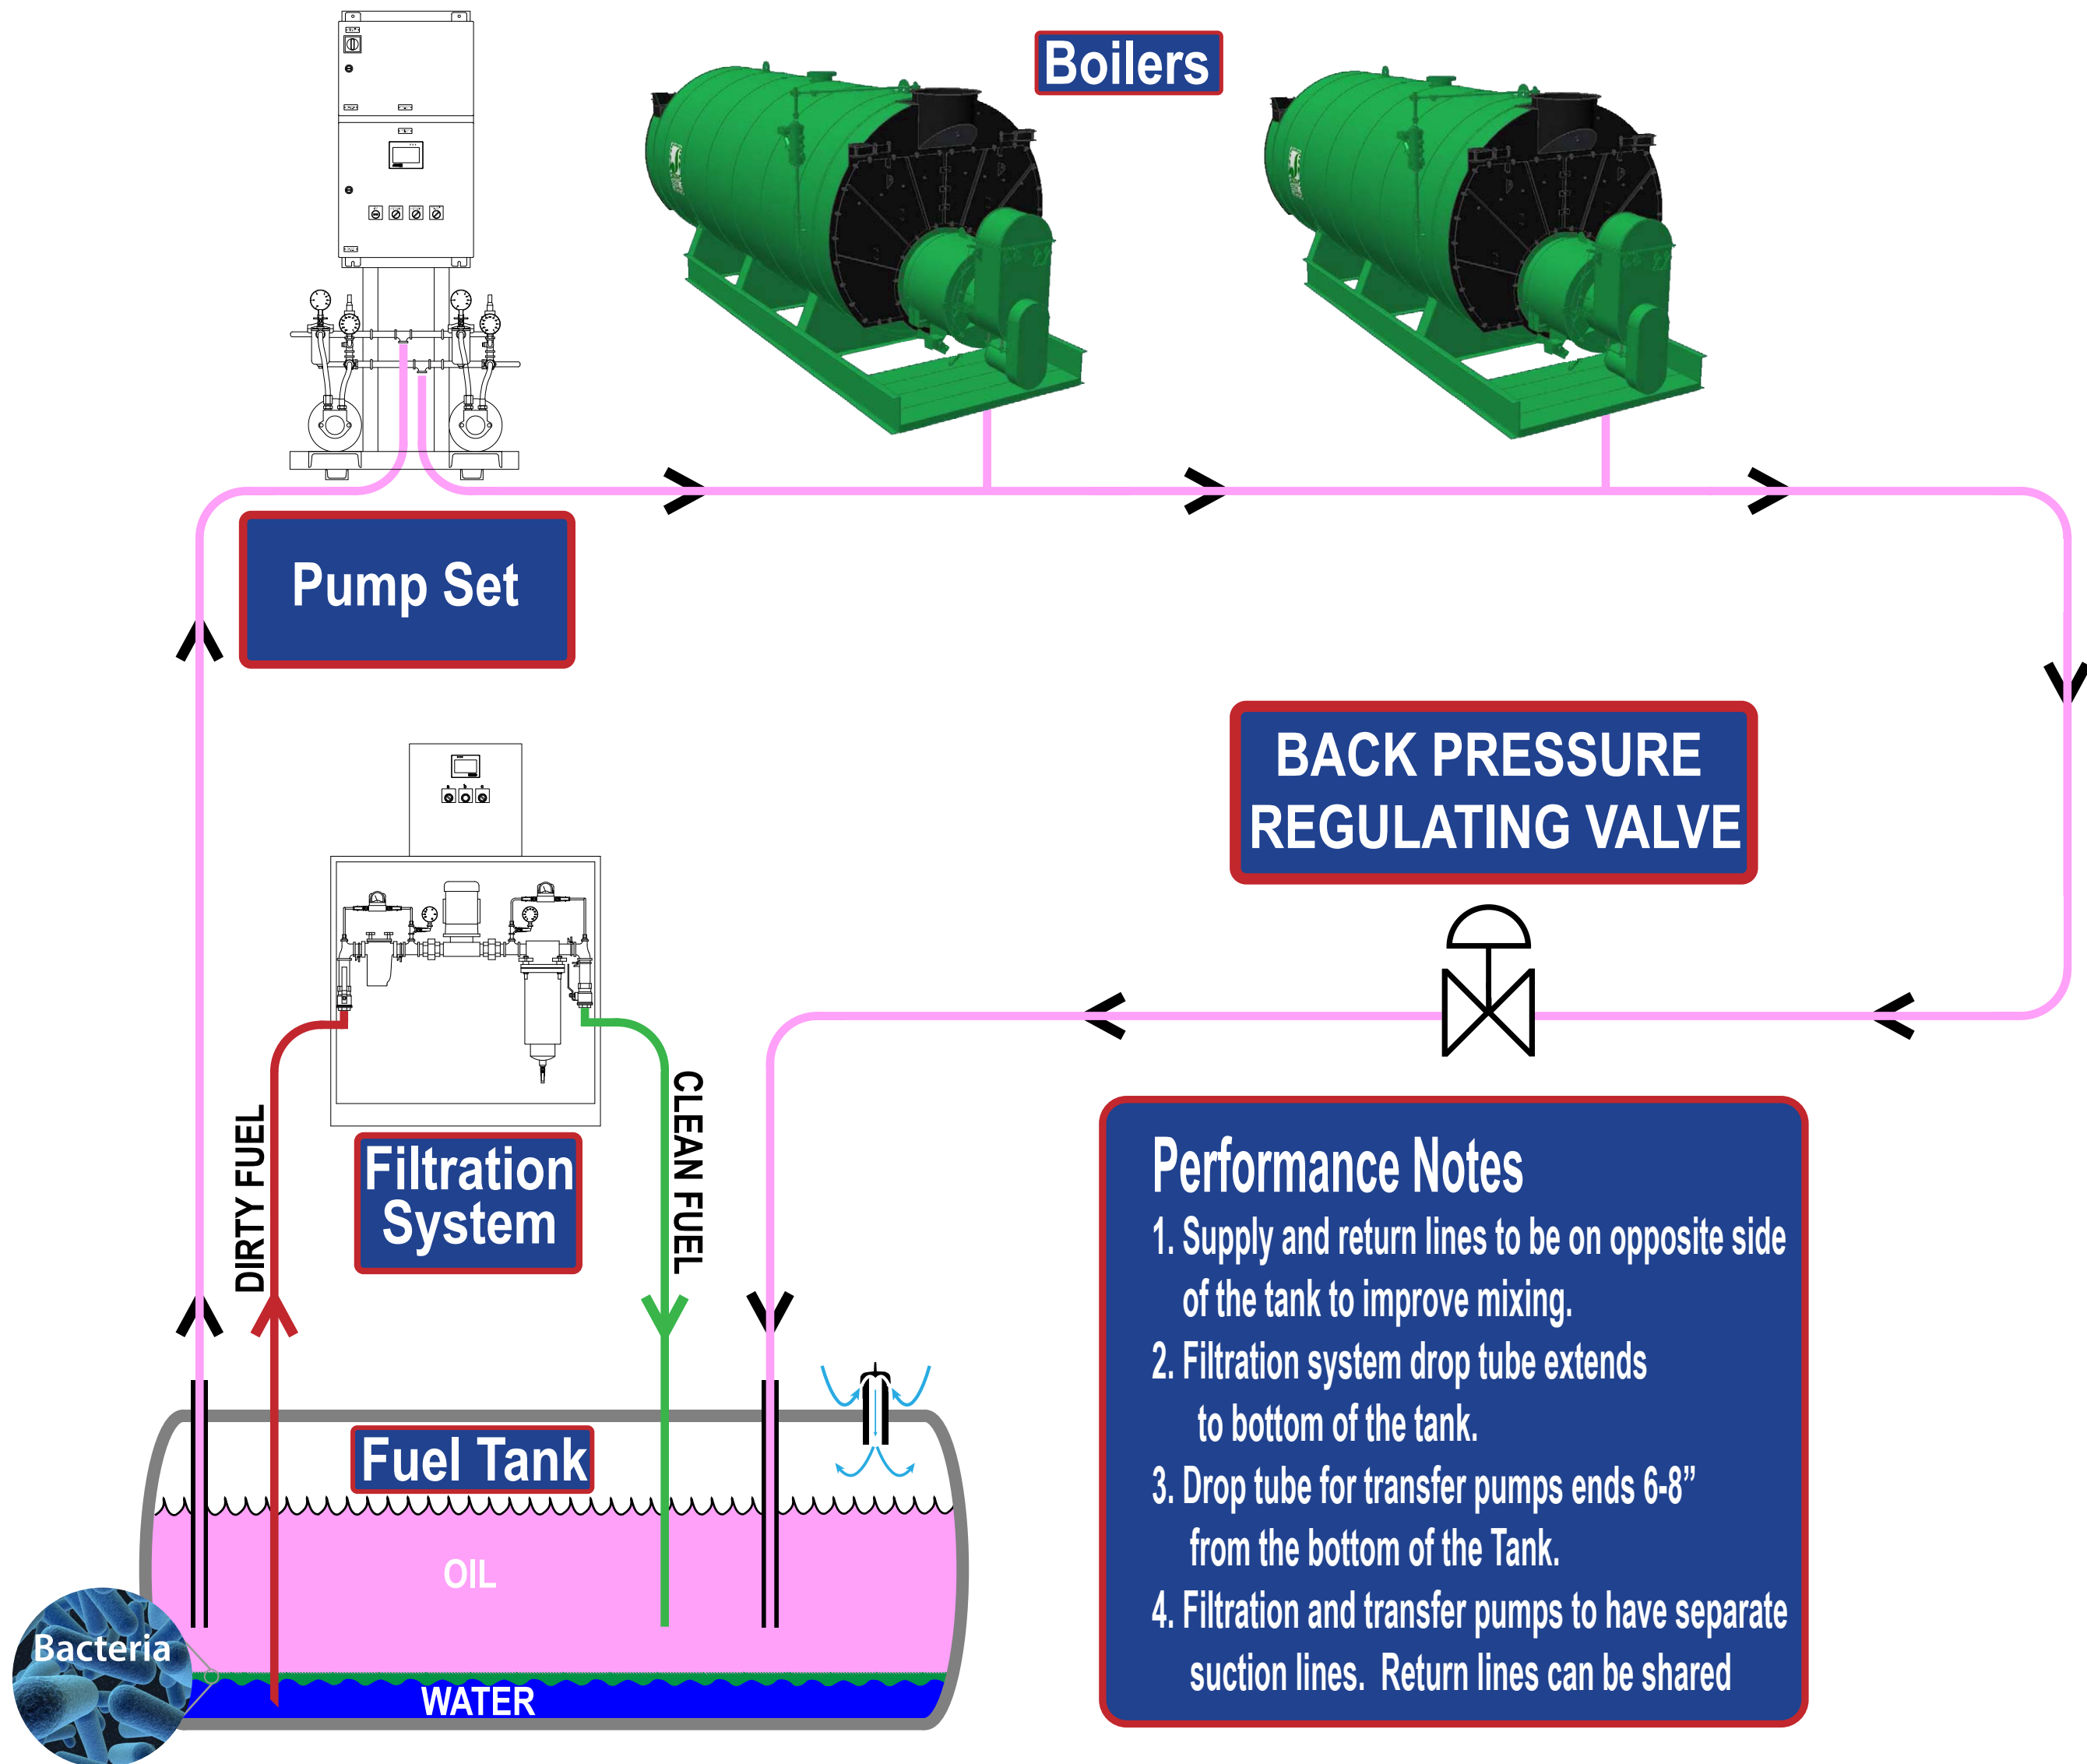 Boilers
Pump Set
BACK PRESSURE
REGULATING VALVE
DIRTY FUEL
Filtration
System
CLEAN FUEL
Performance Notes
1. Supply and return lines to be on opposite side
of the tank to improve mixing.
2. Filtration system drop tube extends
to bottom of the tank.
3. Drop tube for transfer pumps ends 6-8”
from the bottom of the Tank.
4. Filtration and transfer pumps to have separate
suction lines. Return lines can be shared
Fuel Tank
OIL
Bacteria
WATER